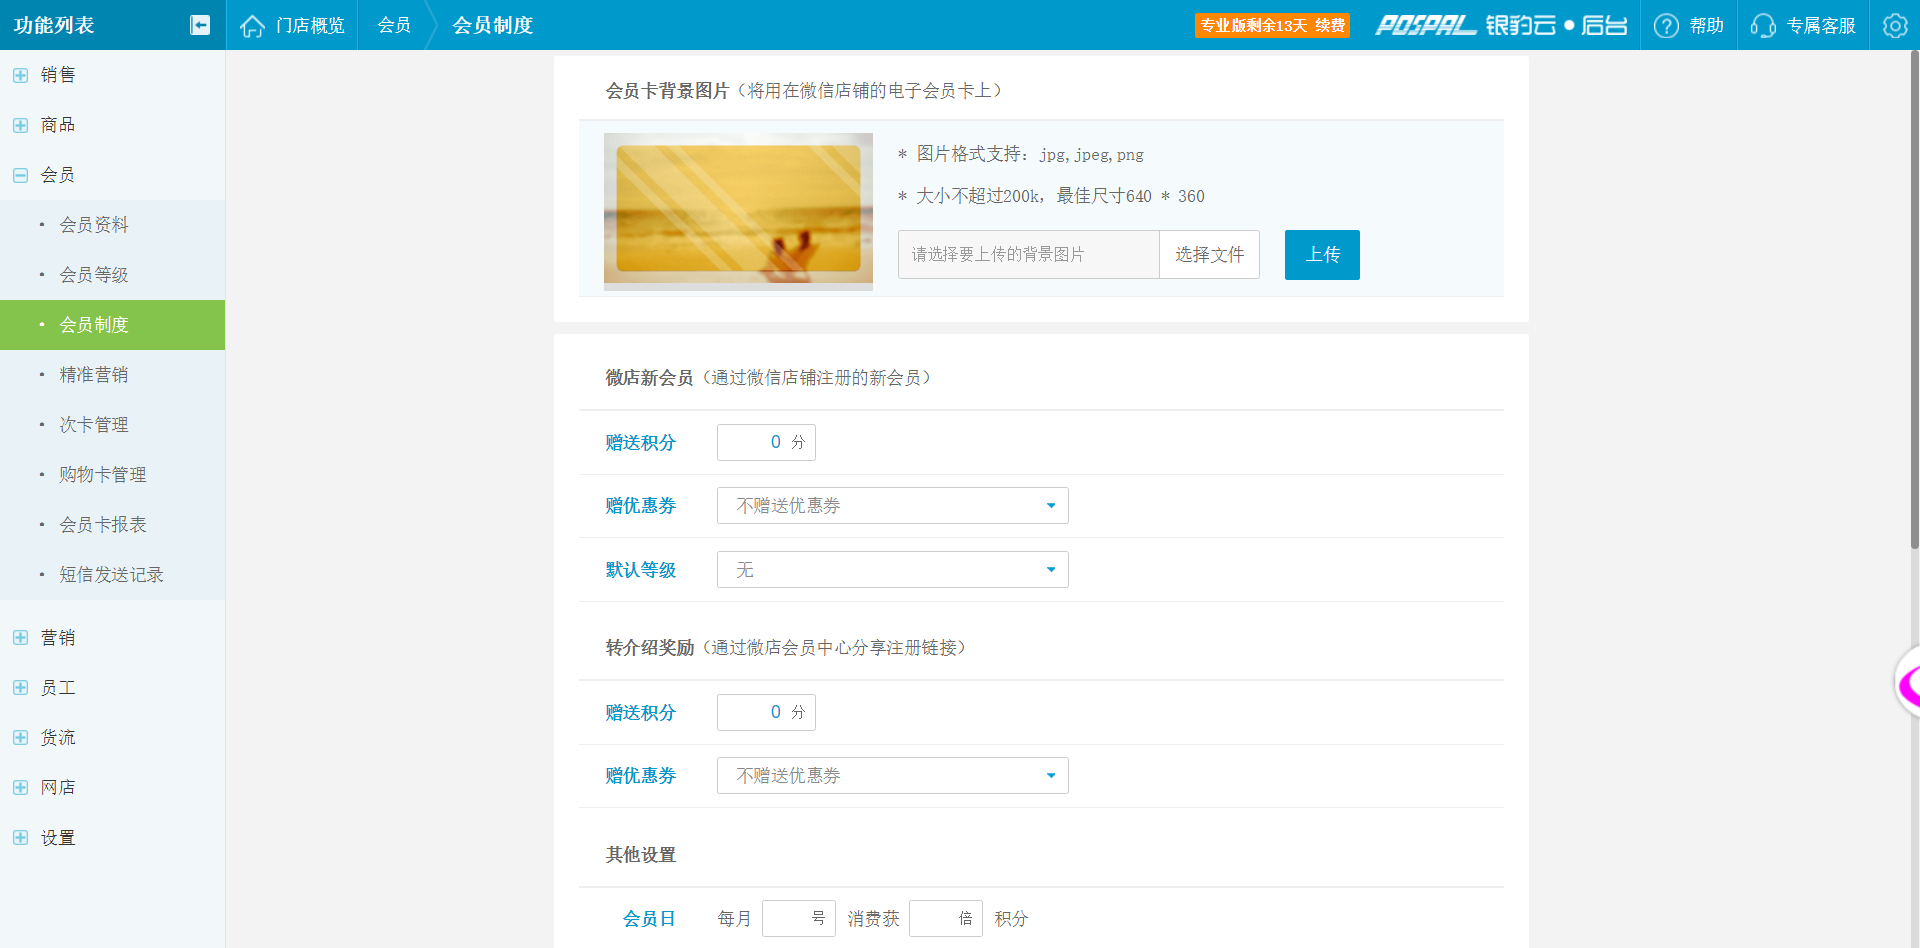 功能列表
门店概览
会员
会员制度
专业版剩余13天 续费
POSPAL 银豹云●后台
帮助
专属客服
销售
商品
会员
会员资料
会员等级
会员制度
精准营销
次卡管理
购物卡管理
会员卡报表
短信发送记录
营销
员工
货流
网店
设置
会员卡背景图片（将用在微信店铺的电子会员卡上）
* 图片格式支持：jpg,jpeg,png
* 大小不超过200k，最佳尺寸640 * 360
请选择要上传的背景图片 选择文件 上传
微店新会员（通过微信店铺注册的新会员）
赠送积分 0 分
赠优惠券 不赠送优惠券
默认等级 无
转介绍奖励（通过微店会员中心分享注册链接）
赠送积分 0 分
赠优惠券 不赠送优惠券
其他设置
会员日 每月 号 消费获 倍 积分